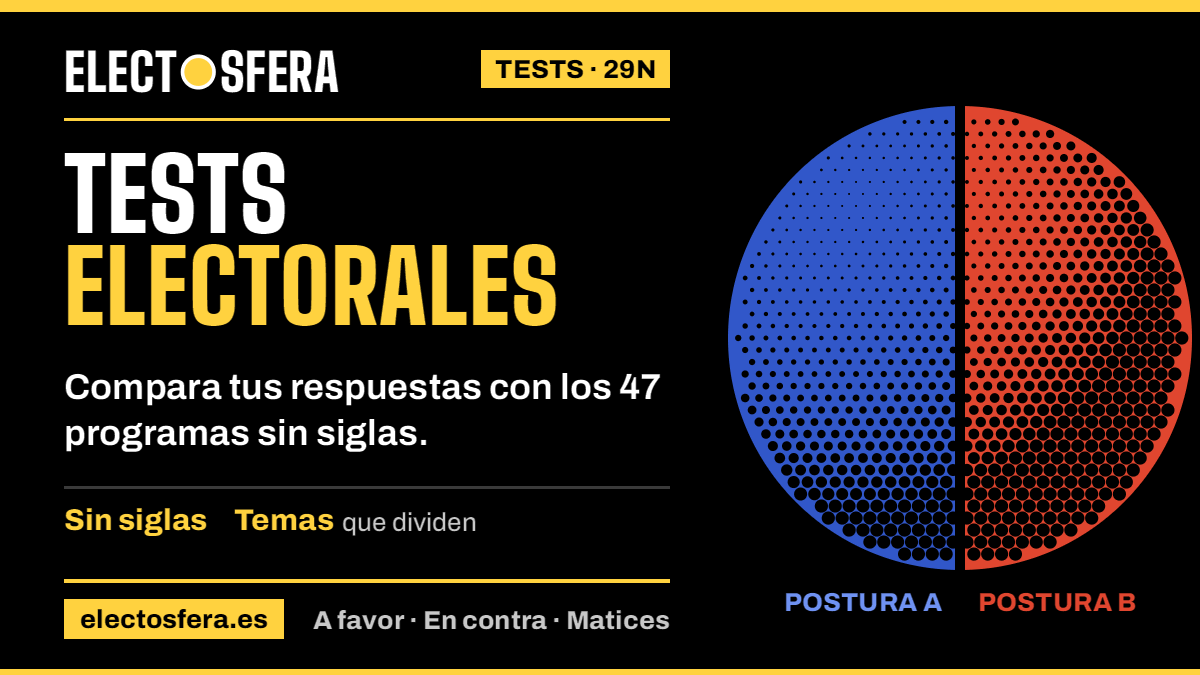 ELECTOSFERA
TESTS · 29N
TESTS
ELECTORALES
Compara tus respuestas con los 47
programas sin siglas.
Sin siglas Temas que dividen
electosfera.es
A favor · En contra · Matices
POSTURA A
POSTURA B